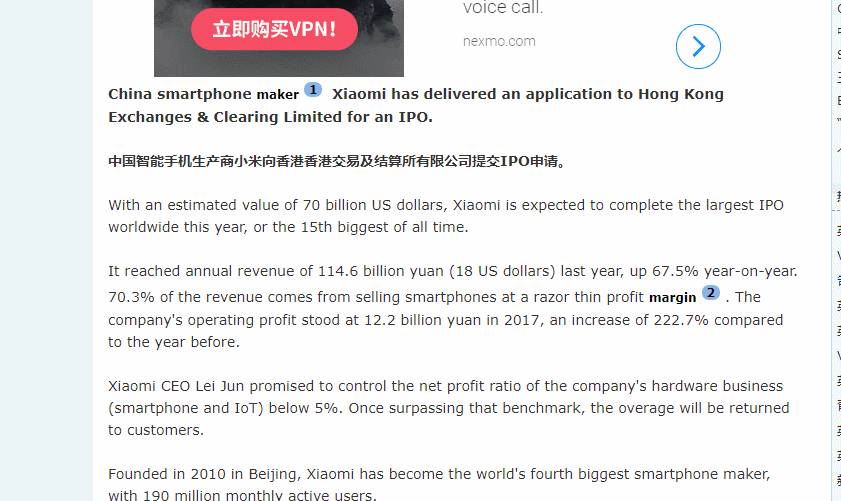 立即购买VPN！
voice call.
nexmo.com
China smartphone maker 1 Xiaomi has delivered an application to Hong Kong
Exchanges & Clearing Limited for an IPO.
中国智能手机生产商小米向香港香港交易及结算所有限公司提交IPO申请。
With an estimated value of 70 billion US dollars, Xiaomi is expected to complete the largest IPO
worldwide this year, or the 15th biggest of all time.
It reached annual revenue of 114.6 billion yuan (18 US dollars) last year, up 67.5% year-on-year.
70.3% of the revenue comes from selling smartphones at a razor thin profit margin 2 . The
company's operating profit stood at 12.2 billion yuan in 2017, an increase of 222.7% compared
to the year before.
Xiaomi CEO Lei Jun promised to control the net profit ratio of the company's hardware business
(smartphone and IoT) below 5%. Once surpassing that benchmark, the overage will be returned
to customers.
Founded in 2010 in Beijing, Xiaomi has become the world's fourth biggest smartphone maker,
with 190 million monthly active users.